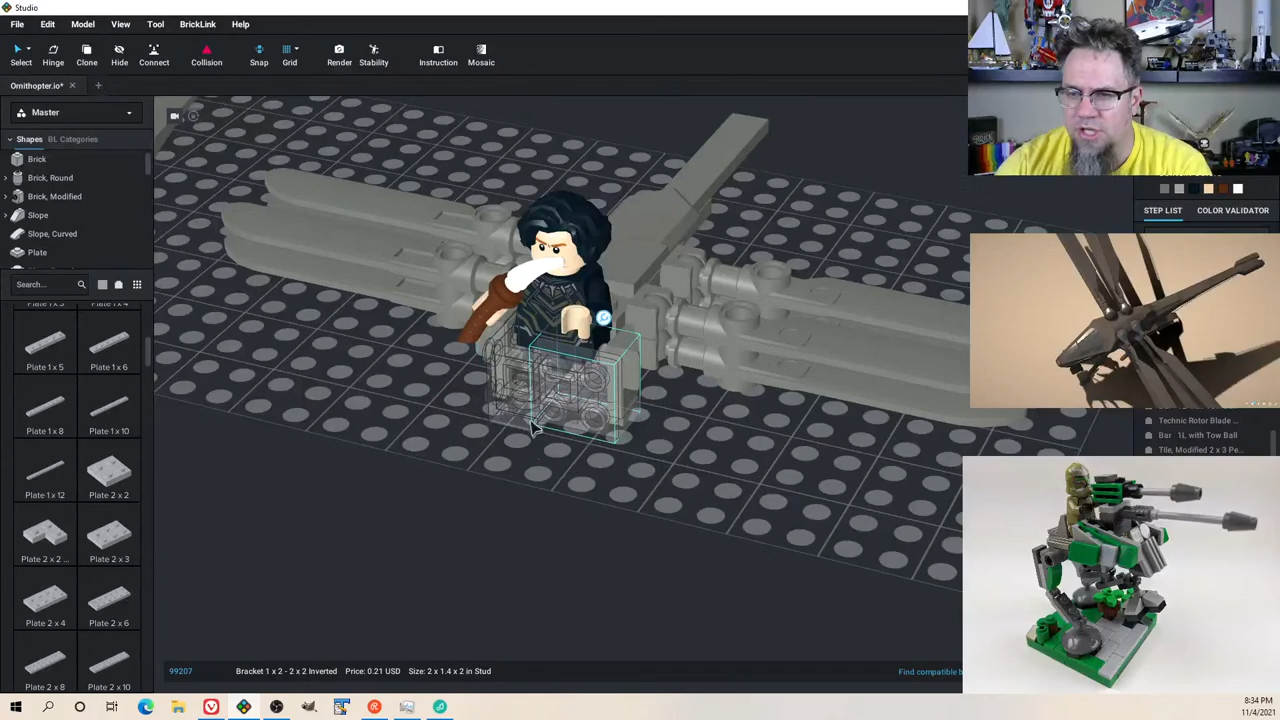 Studio
File Edit Model View Tool BrickLink Help
Select Hinge Clone Hide Connect Collision Snap Grid Render Stability Instruction Mosaic
Ornithopter.io*
Master
Shapes BL Categories
Brick
Brick, Round
Brick, Modified
Slope
Slope, Curved
Plate
Search...
Plate 1 x 5 Plate 1 x 6
Plate 1 x 8 Plate 1 x 10
Plate 1 x 12 Plate 2 x 2
Plate 2 x 2 ... Plate 2 x 3
Plate 2 x 4 Plate 2 x 6
Plate 2 x 8 Plate 2 x 10
STEP LIST COLOR VALIDATOR
Technic Rotor Blade ...
Bar 1L with Tow Ball
Tile, Modified 2 x 3 Pe...
99207 Bracket 1 x 2 - 2 x 2 Inverted Price: 0.21 USD Size: 2 x 1.4 x 2 in Stud
Find compatible b
8:34 PM
11/4/2021